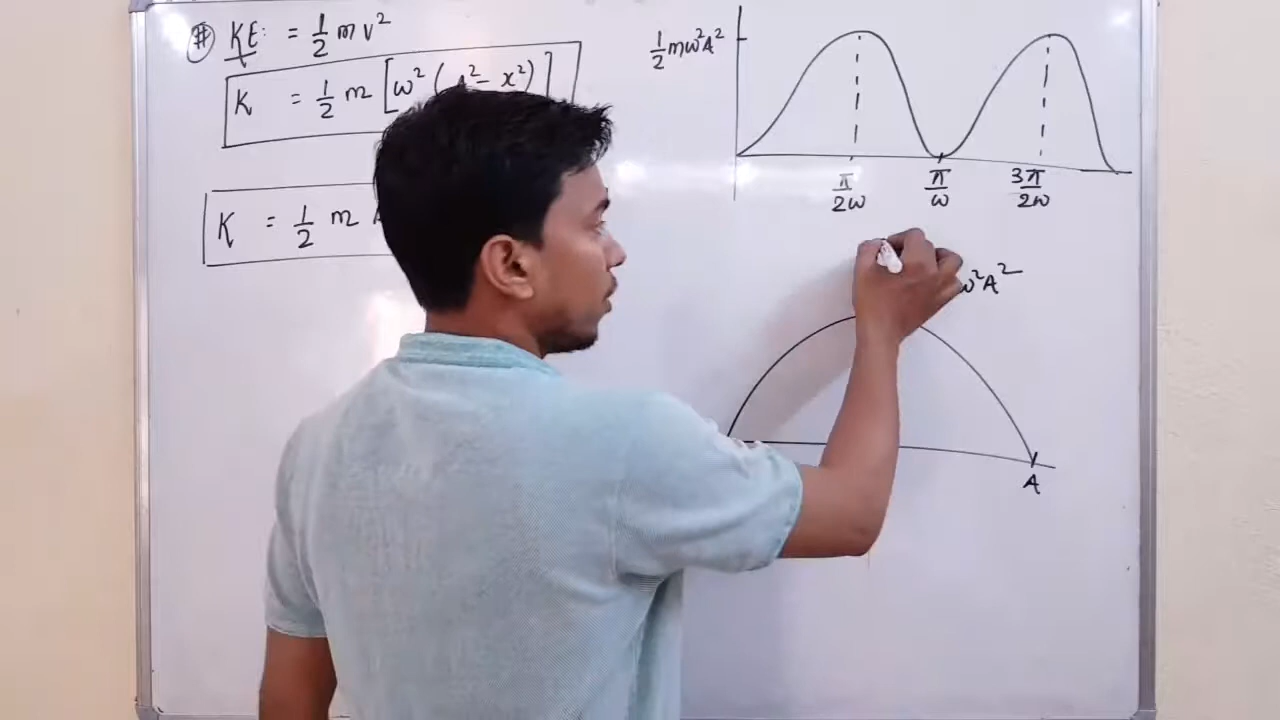 # KE: = 1/2 m v²
K = 1/2 m [ω² (A² − x²)]
K = 1/2 m
1/2 mω²A²
π/2ω π/ω 3π/2ω
ω²A²
A